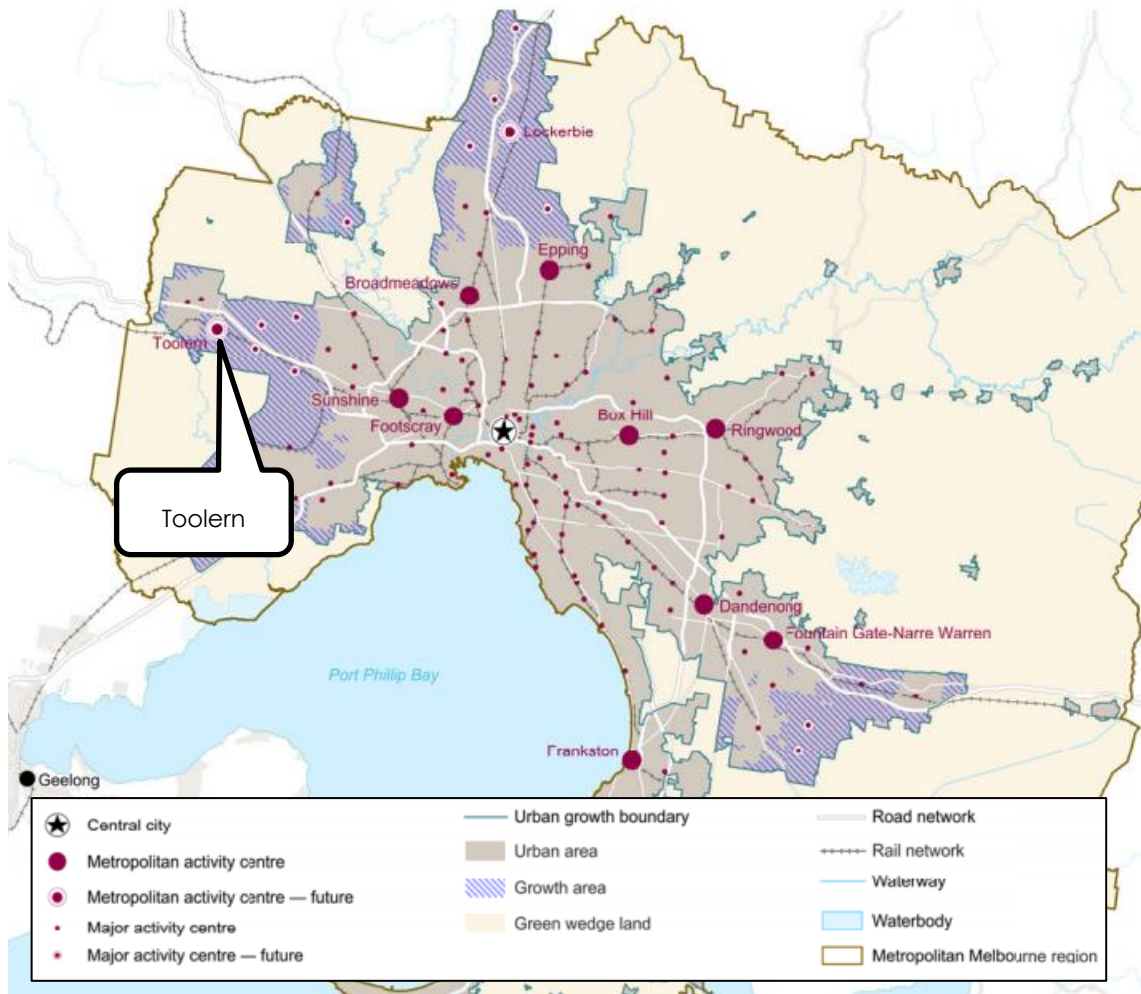 Lockerbie
Epping
Broadmeadows
Toolern
Sunshine
Footscray
Box Hill
Ringwood
Toolern
Dandenong
Fountain Gate-Narre Warren
Port Phillip Bay
Frankston
Geelong
Central city
Metropolitan activity centre
Metropolitan activity centre — future
Major activity centre
Major activity centre — future
Urban growth boundary
Urban area
Growth area
Green wedge land
Road network
Rail network
Waterway
Waterbody
Metropolitan Melbourne region